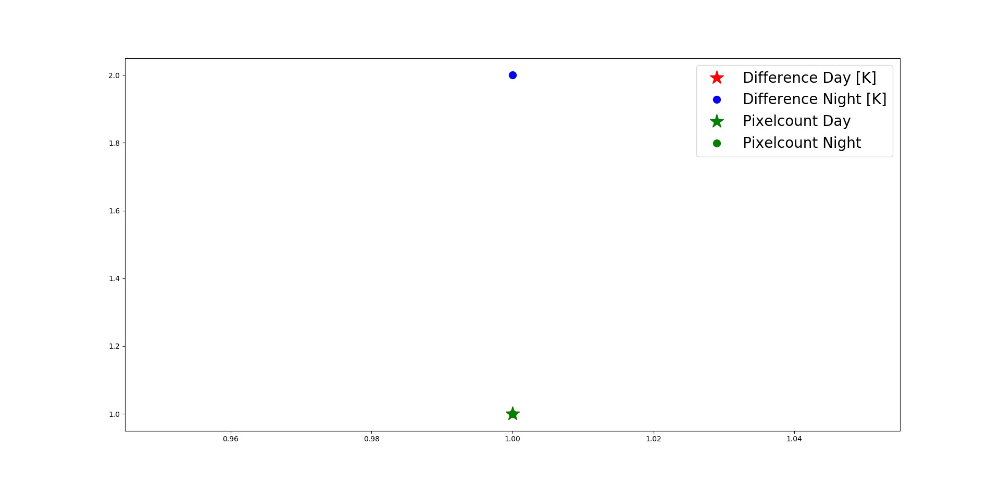 Difference Day [K]
Difference Night [K]
Pixelcount Day
Pixelcount Night
2.0
1.8
1.6
1.4
1.2
1.0
0.96 0.98 1.00 1.02 1.04